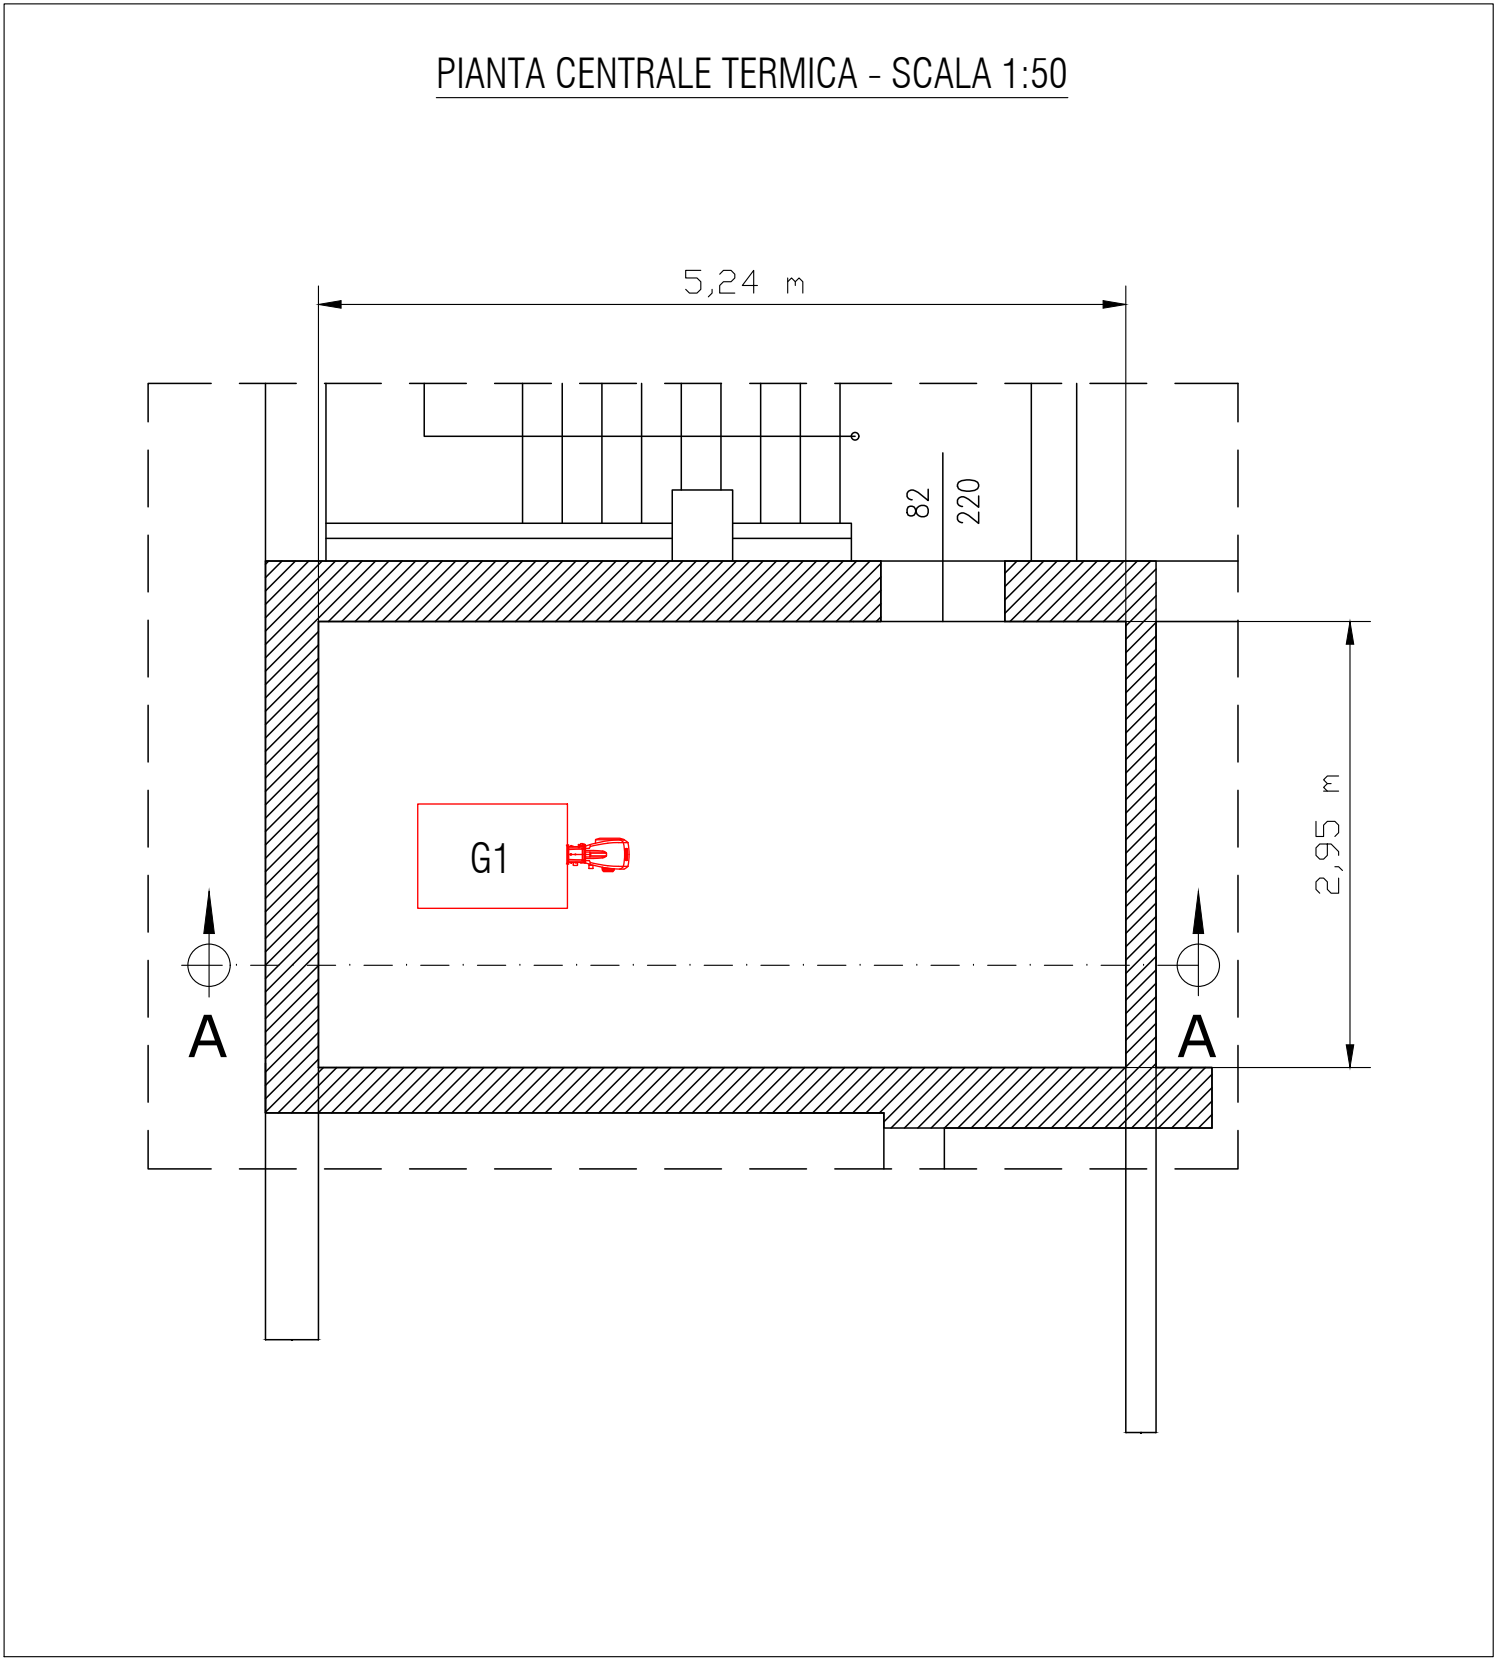 PIANTA CENTRALE TERMICA - SCALA 1:50
5,24 m
82
220
2,95 m
G1
A
A